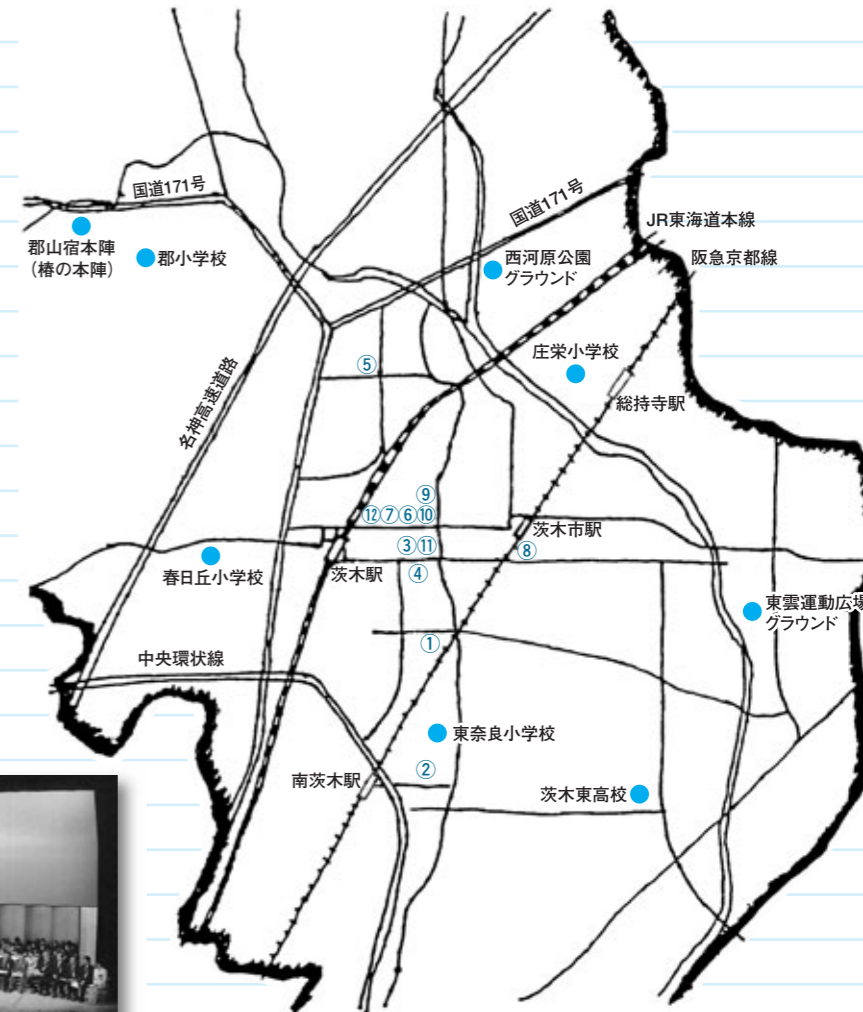 国道171号
国道171号
JR東海道本線
阪急京都線
郡山宿本陣
(椿の本陣)
郡小学校
西河原公園
グラウンド
庄栄小学校
⑤
総持寺駅
名神高速道路
⑨
⑫⑦⑥⑩
茨木市駅
③⑪
⑧
春日丘小学校
茨木駅
④
東雲運動広場
グラウンド
①
中央環状線
東奈良小学校
南茨木駅
②
茨木東高校